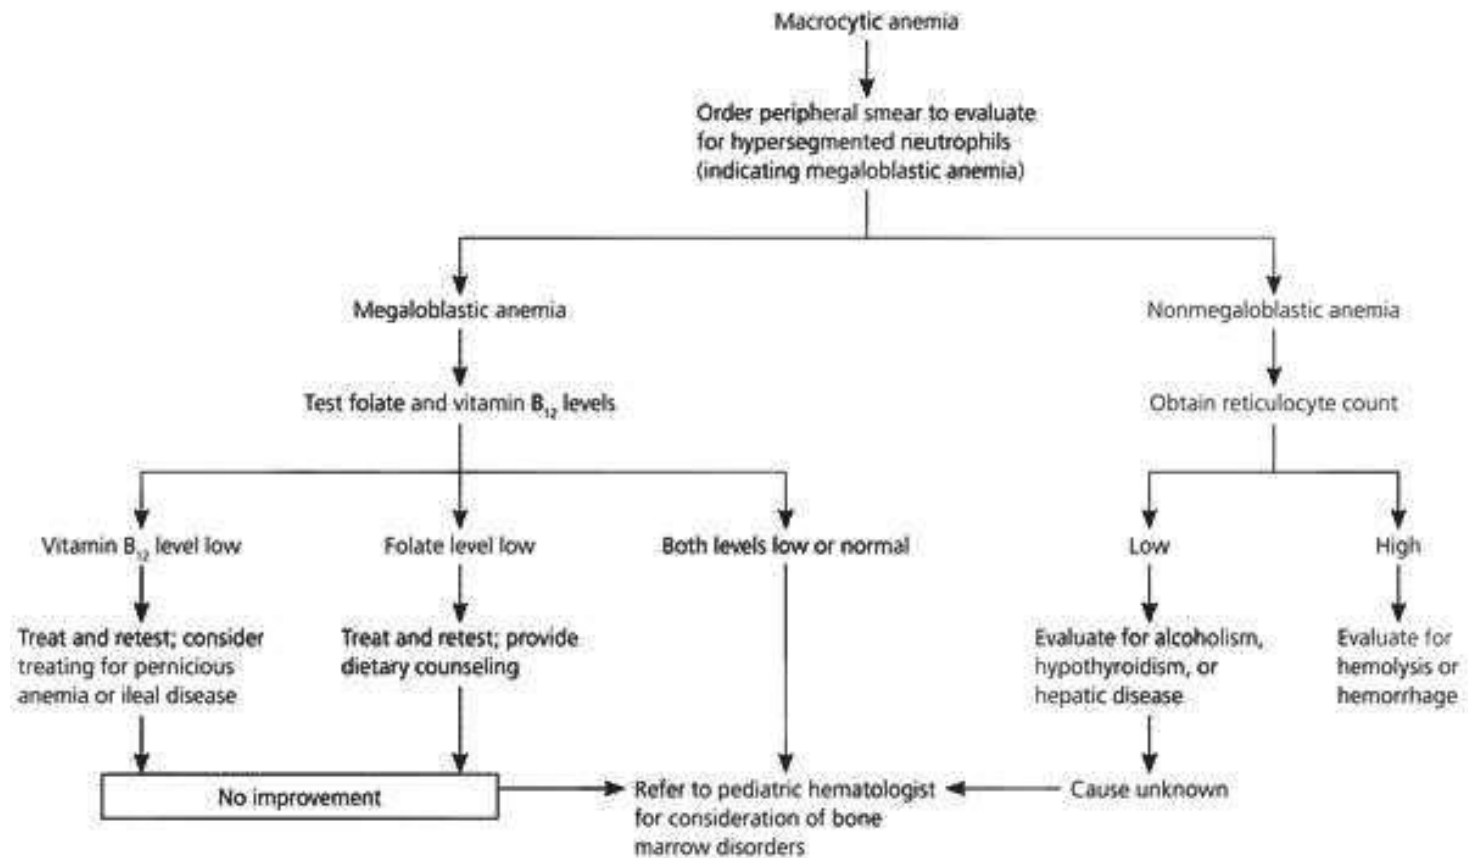 Macrocytic anemia
Order peripheral smear to evaluate
for hypersegmented neutrophils
(indicating megaloblastic anemia)
Megaloblastic anemia
Nonmegaloblastic anemia
Test folate and vitamin B₁₂ levels
Obtain reticulocyte count
Vitamin B₁₂ level low
Folate level low
Both levels low or normal
Low
High
Treat and retest; consider
treating for pernicious
anemia or ileal disease
Treat and retest; provide
dietary counseling
Evaluate for alcoholism,
hypothyroidism, or
hepatic disease
Evaluate for
hemolysis or
hemorrhage
No improvement
Refer to pediatric hematologist
for consideration of bone
marrow disorders
Cause unknown